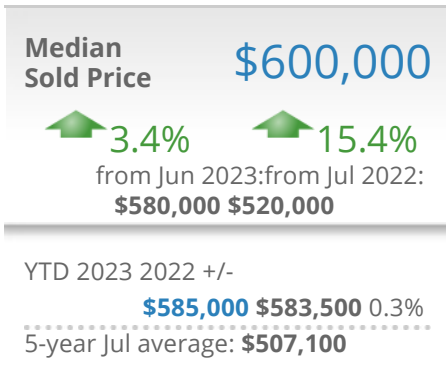 Median
Sold Price
$600,000
3.4%
15.4%
from Jun 2023:from Jul 2022:
$580,000 $520,000
YTD 2023 2022 +/-
$585,000 $583,500 0.3%
5-year Jul average: $507,100